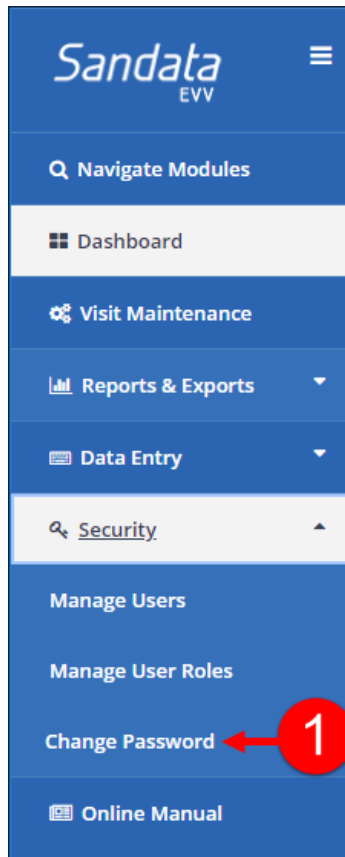 Sandata
EVV
Navigate Modules
Dashboard
Visit Maintenance
Reports & Exports
Data Entry
Security
Manage Users
Manage User Roles
Change Password 1
Online Manual